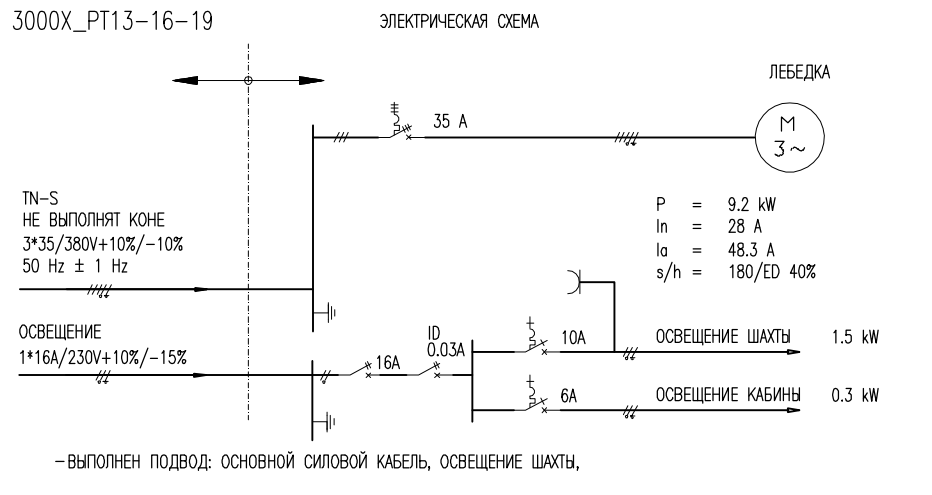 3000X_PT13-16-19
ЭЛЕКТРИЧЕСКАЯ СХЕМА
ЛЕБЕДКА
35 A
M
3~
TN-S
НЕ ВЫПОЛНЯТ КОНЕ
3*35/380V+10%/-10%
50 Hz ± 1 Hz
P = 9.2 kW
In = 28 A
Ia = 48.3 A
s/h = 180/ED 40%
ОСВЕЩЕНИЕ
1*16A/230V+10%/-15%
16A
ID
0.03A
10A
ОСВЕЩЕНИЕ ШАХТЫ 1.5 kW
6A
ОСВЕЩЕНИЕ КАБИНЫ 0.3 kW
-ВЫПОЛНЕН ПОДВОД: ОСНОВНОЙ СИЛОВОЙ КАБЕЛЬ, ОСВЕЩЕНИЕ ШАХТЫ,